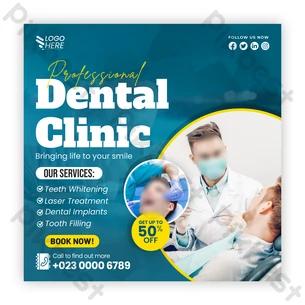 LOGO
HERE
FOLLOW US NOW
Professional
Dental
Clinic
Bringing life to your smile
OUR SERVICES:
Teeth Whitening
Laser Treatment
Dental Implants
Tooth Filling
GET UP TO
50%
OFF
BOOK NOW!
Call to find out more
+023 0000 6789